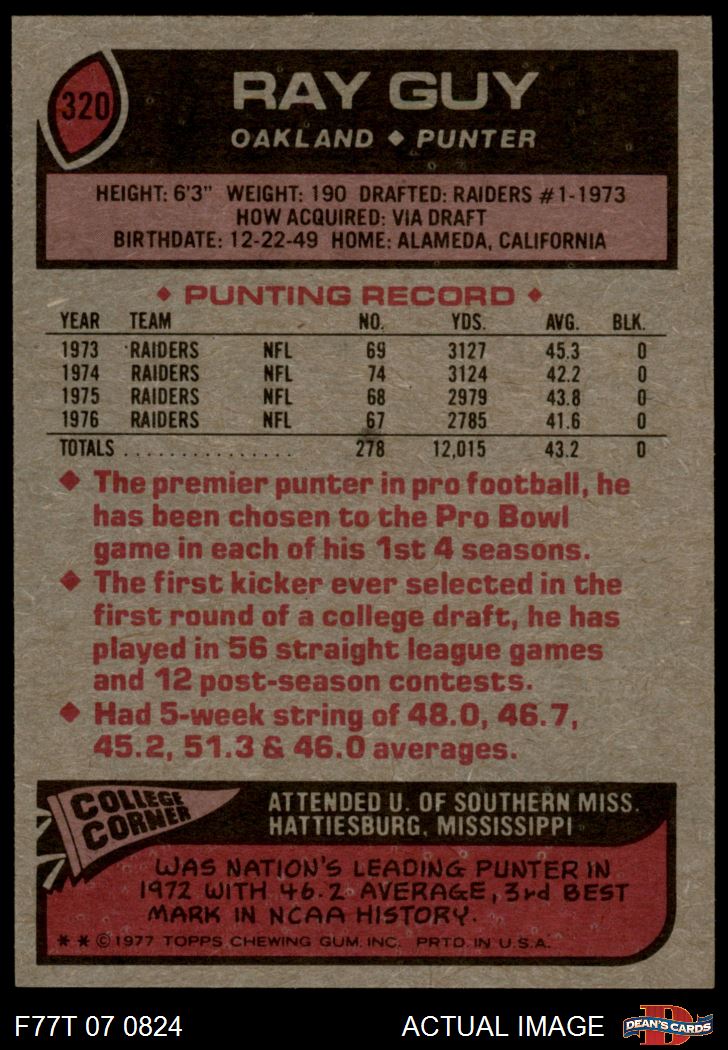 320
RAY GUY
OAKLAND ◆ PUNTER
HEIGHT: 6'3" WEIGHT: 190 DRAFTED: RAIDERS #1-1973
HOW ACQUIRED: VIA DRAFT
BIRTHDATE: 12-22-49 HOME: ALAMEDA, CALIFORNIA
◆ PUNTING RECORD ◆
YEAR TEAM NO. YDS. AVG. BLK.
1973 RAIDERS NFL 69 3127 45.3 0
1974 RAIDERS NFL 74 3124 42.2 0
1975 RAIDERS NFL 68 2979 43.8 0
1976 RAIDERS NFL 67 2785 41.6 0
TOTALS . . . . . . . . . . . . . . . 278 12,015 43.2 0
◆ The premier punter in pro football, he
has been chosen to the Pro Bowl
game in each of his 1st 4 seasons.
◆ The first kicker ever selected in the
first round of a college draft, he has
played in 56 straight league games
and 12 post-season contests.
◆ Had 5-week string of 48.0, 46.7,
45.2, 51.3 & 46.0 averages.
COLLEGE
CORNER
ATTENDED U. OF SOUTHERN MISS.
HATTIESBURG, MISSISSIPPI
WAS NATION'S LEADING PUNTER IN
1972 WITH 46.2 AVERAGE, 3rd BEST
MARK IN NCAA HISTORY.
** ©1977 TOPPS CHEWING GUM, INC. PRTD. IN U.S.A.
F77T 07 0824 ACTUAL IMAGE
D
DEAN'S CARDS